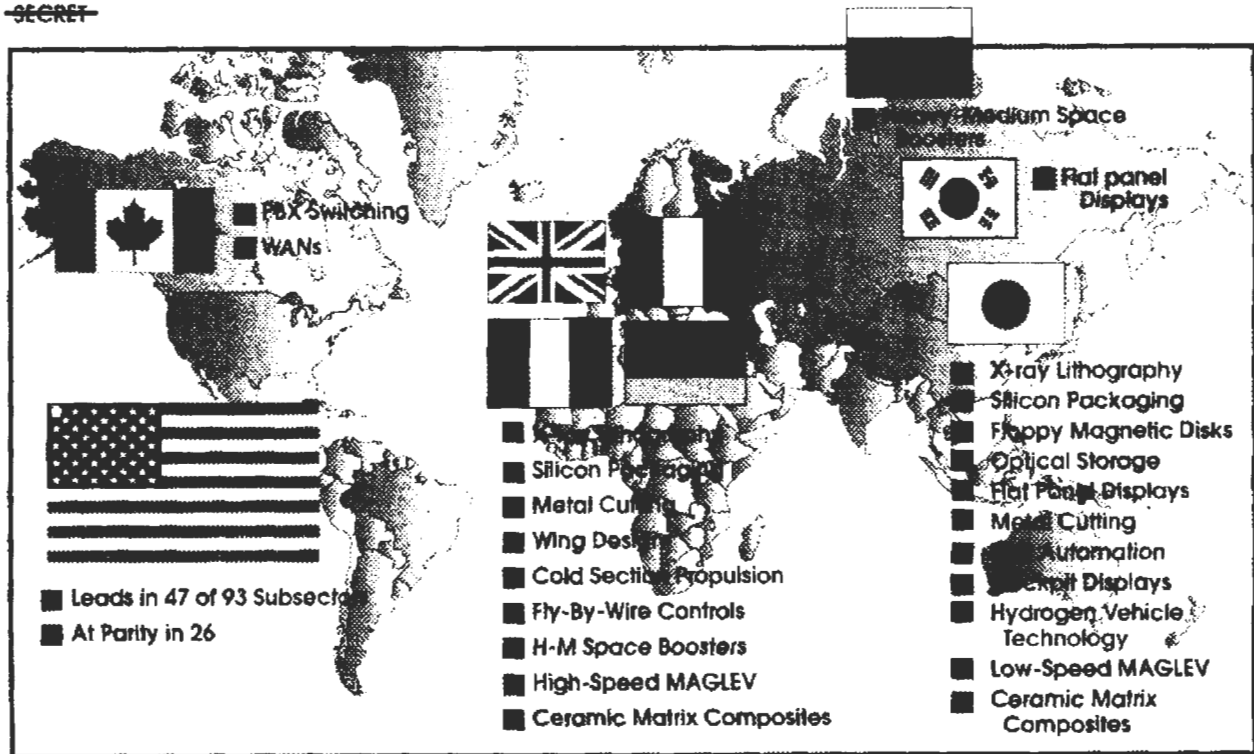 SECRET
Medium Space
Flat panel
Displays
PBX Switching
WANs
Leads in 47 of 93
At Parity in 26
Silicon Packaging
Metal Cutting
Wing Design
Cold Section Propulsion
Fly-By-Wire Controls
H-M Space Boosters
High-Speed MAGLEV
Ceramic Matrix Composites
X-ray Lithography
Silicon Packaging
Floppy Magnetic Disks
Optical Storage
Flat Panel Displays
Metal Cutting
Automation
Displays
Hydrogen Vehicle
Technology
Low-Speed MAGLEV
Ceramic Matrix
Composites